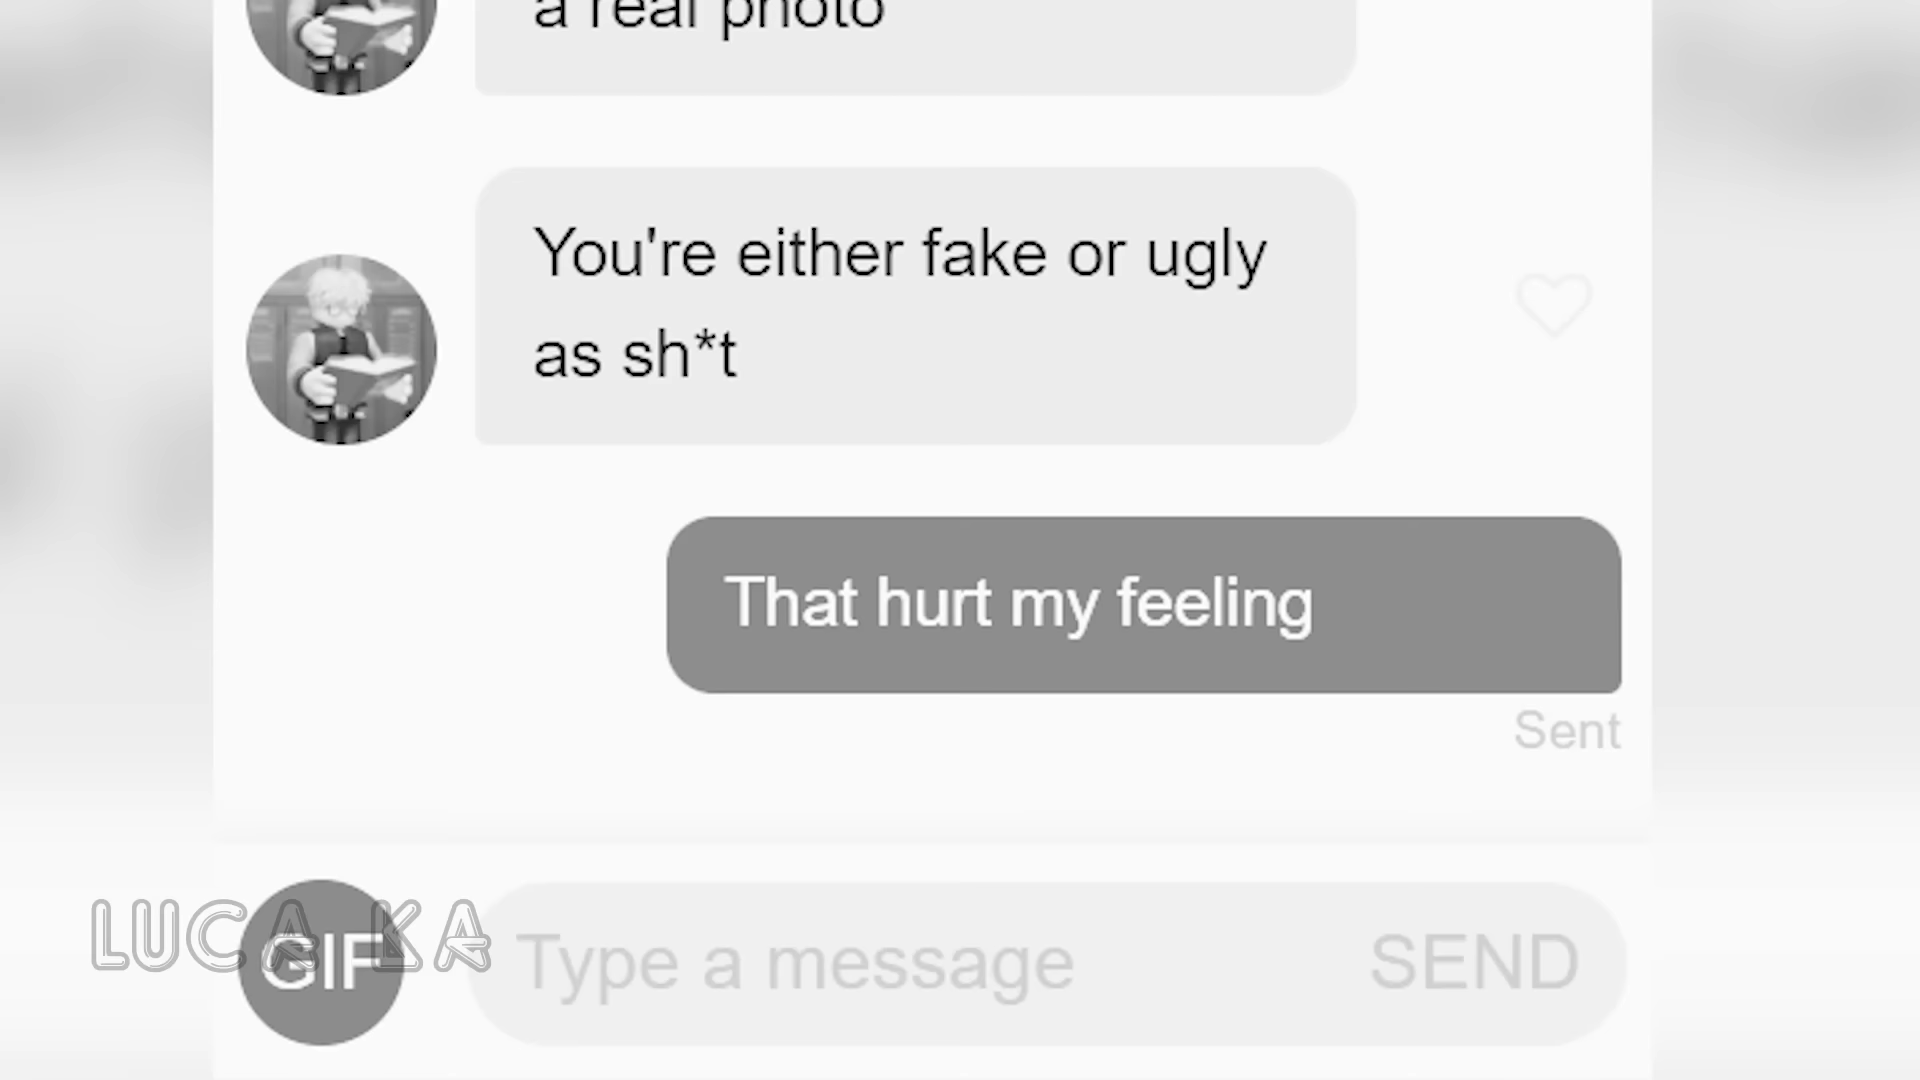 a real photo
You're either fake or ugly
as sh*t
That hurt my feeling
Sent
LUCA KA
GIF
Type a message
SEND